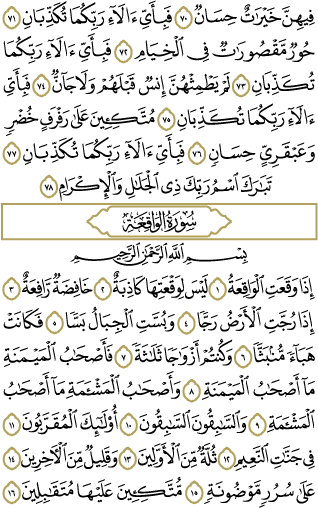 فِيهِنَّ خَيْرَٰتٌ حِسَانٌ ٧٠ فَبِأَيِّ ءَالَآءِ رَبِّكُمَا تُكَذِّبَانِ ٧١
حُورٌ مَّقْصُورَٰتٌ فِي ٱلْخِيَامِ ٧٢ فَبِأَيِّ ءَالَآءِ رَبِّكُمَا
تُكَذِّبَانِ ٧٣ لَمْ يَطْمِثْهُنَّ إِنسٌ قَبْلَهُمْ وَلَا جَآنٌّ ٧٤ فَبِأَيِّ
ءَالَآءِ رَبِّكُمَا تُكَذِّبَانِ ٧٥ مُتَّكِـِٔينَ عَلَىٰ رَفْرَفٍ خُضْرٍ
وَعَبْقَرِيٍّ حِسَانٍ ٧٦ فَبِأَيِّ ءَالَآءِ رَبِّكُمَا تُكَذِّبَانِ ٧٧
تَبَٰرَكَ ٱسْمُ رَبِّكَ ذِي ٱلْجَلَٰلِ وَٱلْإِكْرَامِ ٧٨
سُورَةُ الوَاقِعَةِ
بِسْمِ ٱللَّهِ ٱلرَّحْمَٰنِ ٱلرَّحِيمِ
إِذَا وَقَعَتِ ٱلْوَاقِعَةُ ١ لَيْسَ لِوَقْعَتِهَا كَاذِبَةٌ ٢ خَافِضَةٌ رَّافِعَةٌ ٣
إِذَا رُجَّتِ ٱلْأَرْضُ رَجًّا ٤ وَبُسَّتِ ٱلْجِبَالُ بَسًّا ٥ فَكَانَتْ
هَبَآءً مُّنۢبَثًّا ٦ وَكُنتُمْ أَزْوَٰجًا ثَلَٰثَةً ٧ فَأَصْحَٰبُ ٱلْمَيْمَنَةِ
مَآ أَصْحَٰبُ ٱلْمَيْمَنَةِ ٨ وَأَصْحَٰبُ ٱلْمَشْـَٔمَةِ مَآ أَصْحَٰبُ
ٱلْمَشْـَٔمَةِ ٩ وَٱلسَّٰبِقُونَ ٱلسَّٰبِقُونَ ١٠ أُو۟لَٰٓئِكَ ٱلْمُقَرَّبُونَ ١١
فِي جَنَّٰتِ ٱلنَّعِيمِ ١٢ ثُلَّةٌ مِّنَ ٱلْأَوَّلِينَ ١٣ وَقَلِيلٌ مِّنَ ٱلْآخِرِينَ ١٤
عَلَىٰ سُرُرٍ مَّوْضُونَةٍ ١٥ مُّتَّكِـِٔينَ عَلَيْهَا مُتَقَٰبِلِينَ ١٦